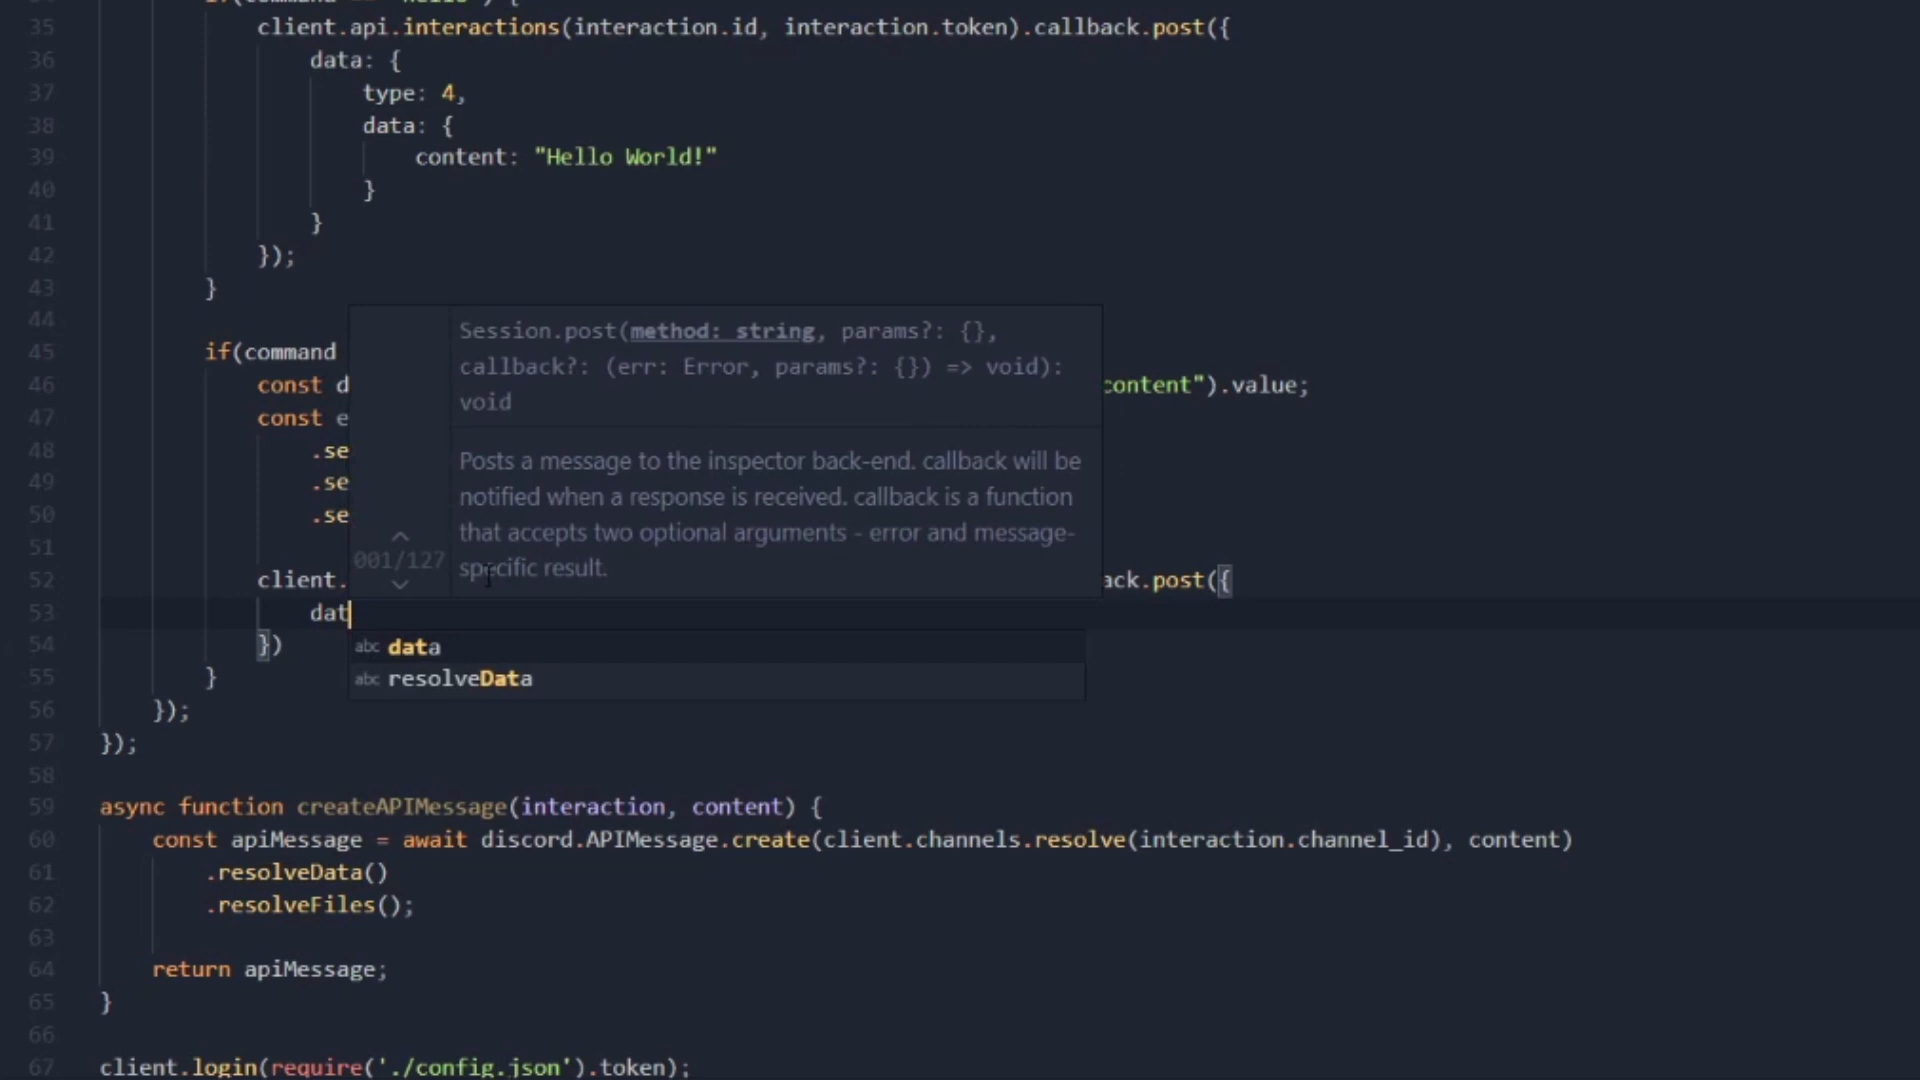 35 client.api.interactions(interaction.id, interaction.token).callback.post({
36 data: {
37 type: 4,
38 data: {
39 content: "Hello World!"
40 }
41 }
42 });
43 }
44
45 if(command
46 const d content").value;
47 const e
48 .se
49 .se
50 .se
51
Session.post(method: string, params?: {},
callback?: (err: Error, params?: {}) => void):
void
Posts a message to the inspector back-end. callback will be
notified when a response is received. callback is a function
that accepts two optional arguments - error and message-
specific result.
001/127
52 client. ack.post({
53 dat
54 })
abc data
abc resolveData
55 }
56 });
57 });
58
59 async function createAPIMessage(interaction, content) {
60 const apiMessage = await discord.APIMessage.create(client.channels.resolve(interaction.channel_id), content)
61 .resolveData()
62 .resolveFiles();
63
64 return apiMessage;
65 }
66
67 client.login(require('./config.json').token);